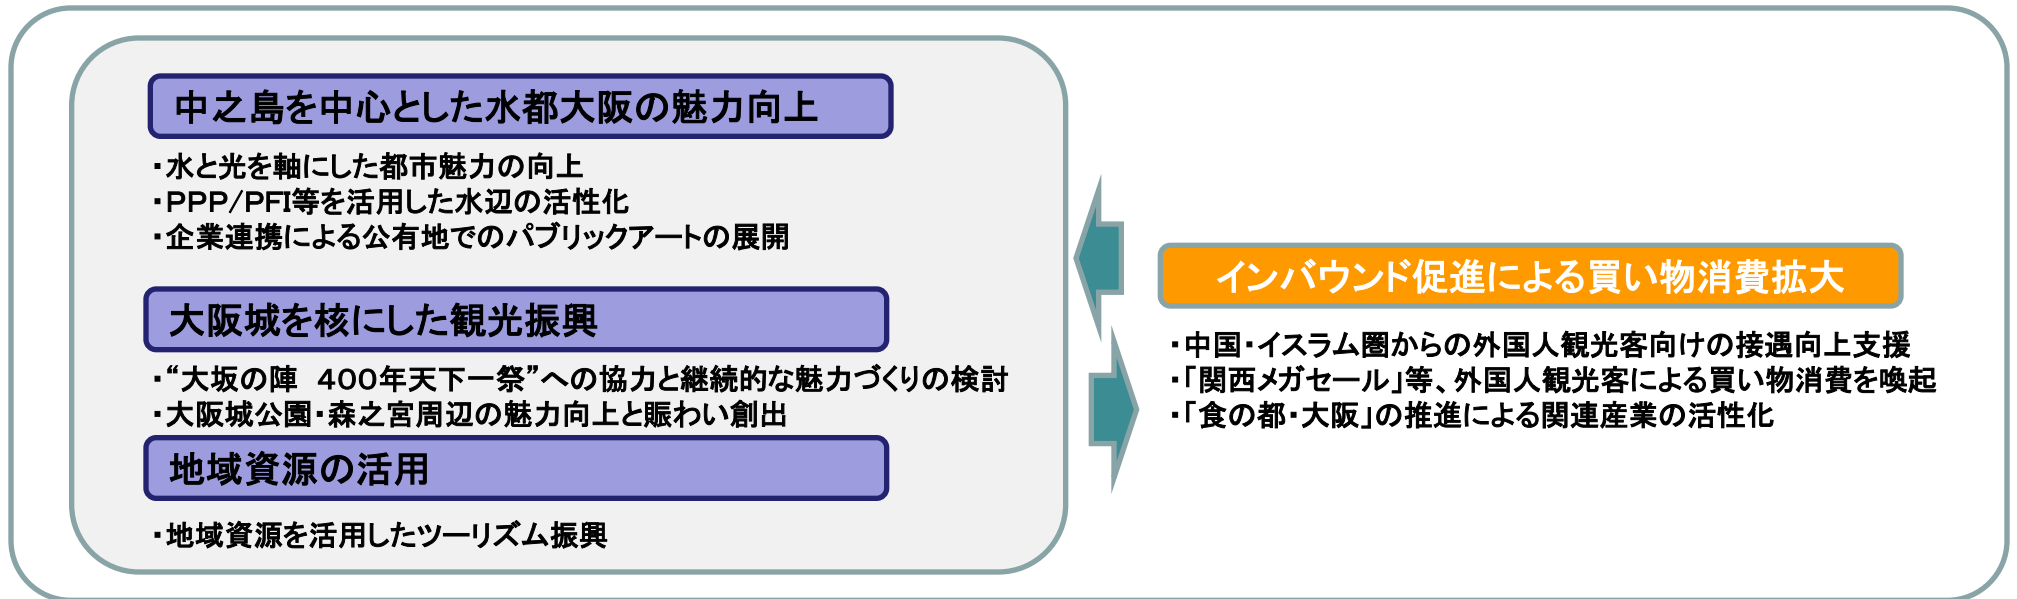 中之島を中心とした水都大阪の魅力向上
・水と光を軸にした都市魅力の向上
・PPP/PFI等を活用した水辺の活性化
・企業連携による公有地でのパブリックアートの展開
大阪城を核にした観光振興
・“大坂の陣　400年天下一祭”への協力と継続的な魅力づくりの検討
・大阪城公園・森之宮周辺の魅力向上と賑わい創出
地域資源の活用
・地域資源を活用したツーリズム振興
インバウンド促進による買い物消費拡大
・中国・イスラム圏からの外国人観光客向けの接遇向上支援
・「関西メガセール」等、外国人観光客による買い物消費を喚起
・「食の都・大阪」の推進による関連産業の活性化